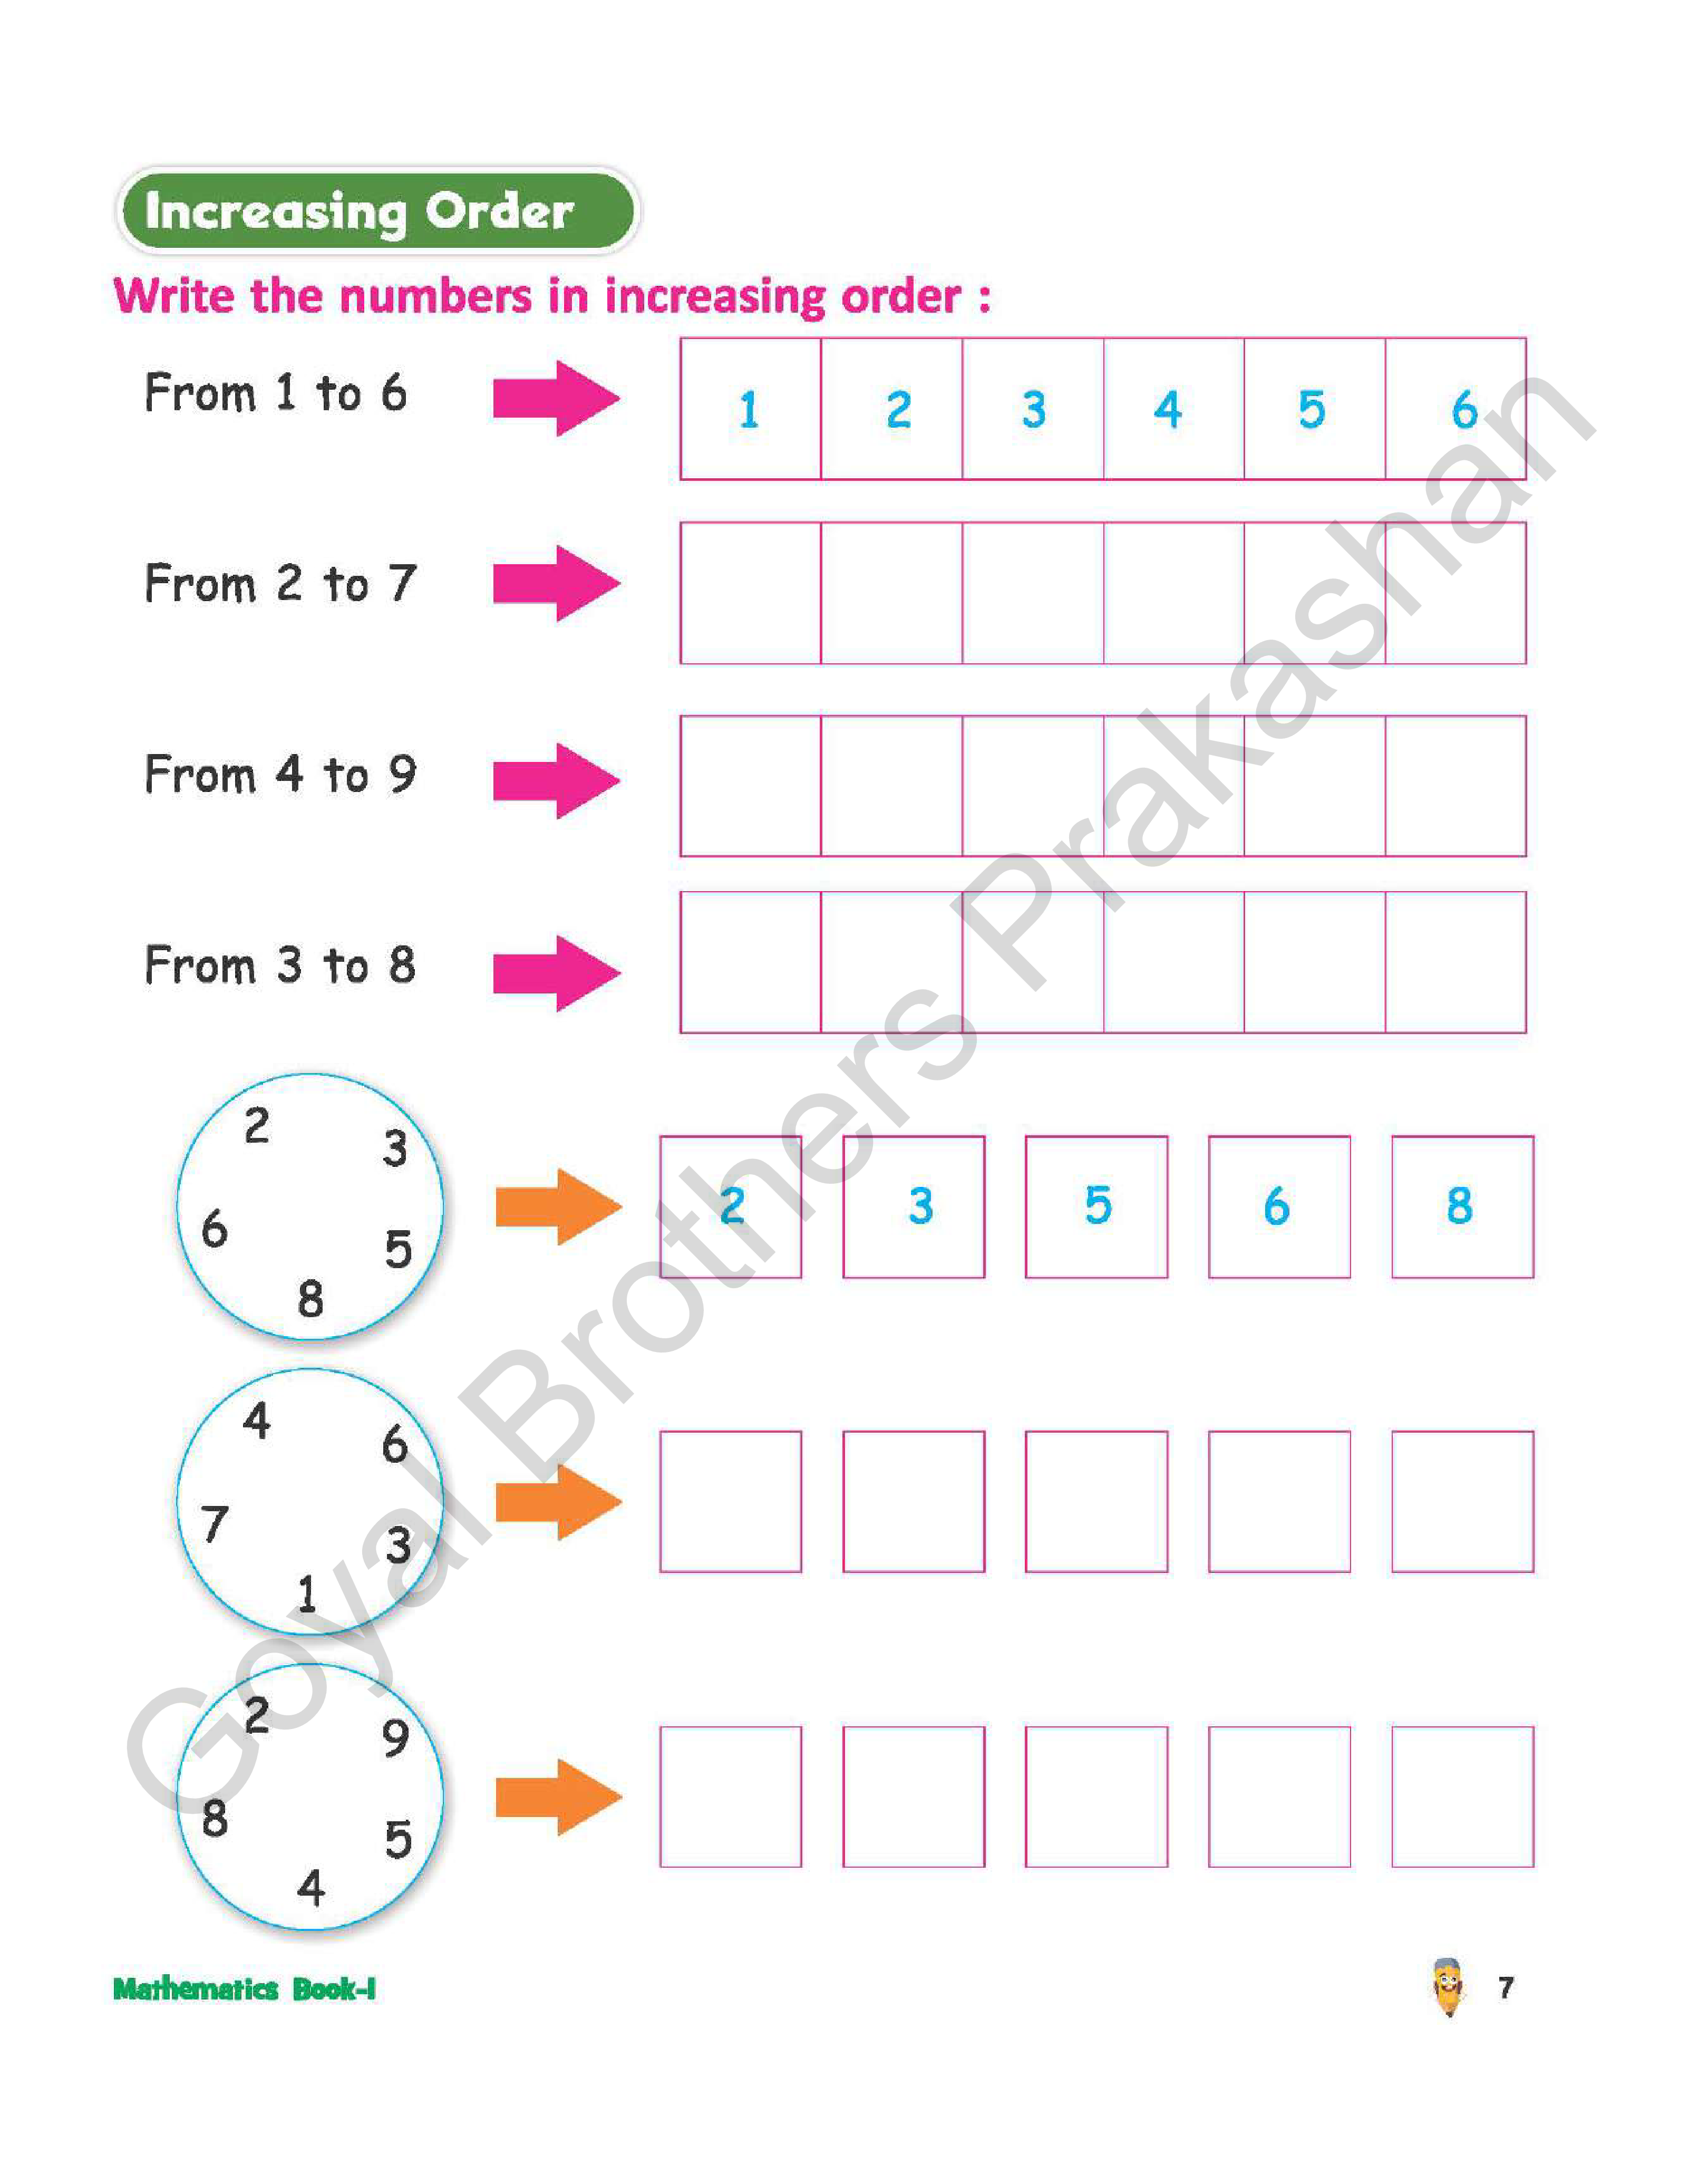 Increasing Order
Write the numbers in increasing order :
From 1 to 6
1 2 3 4 5 6
From 2 to 7
From 4 to 9
From 3 to 8
2
3
6
5
8
2 3 5 6 8
4
6
7
3
1
2
9
8
5
4
Goyal Brothers Prakashan
Mathematics Book-I
7